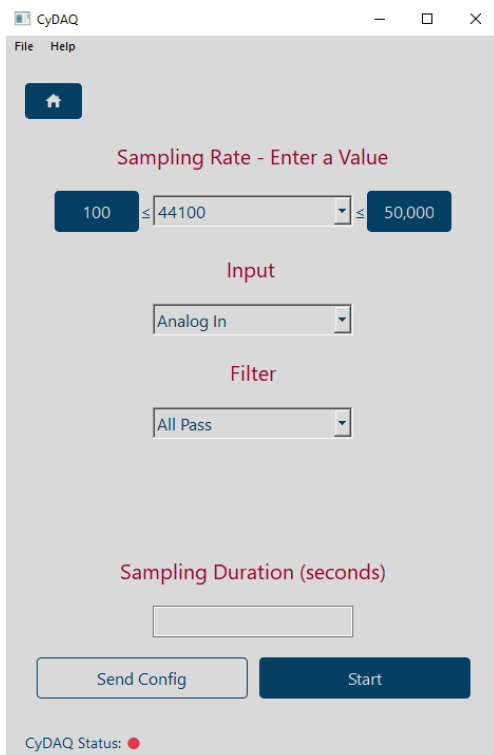 CyDAQ
File Help
Sampling Rate - Enter a Value
100 ≤ 44100 ≤ 50,000
Input
Analog In
Filter
All Pass
Sampling Duration (seconds)
Send Config Start
CyDAQ Status: